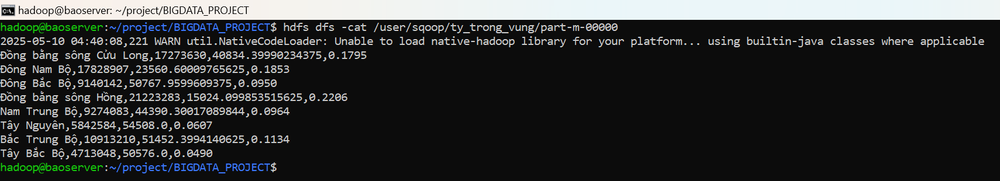 hadoop@baoserver: ~/project/BIGDATA_PROJECT
hadoop@baoserver:~/project/BIGDATA_PROJECT$ hdfs dfs -cat /user/sqoop/ty_trong_vung/part-m-00000
2025-05-10 04:40:08,221 WARN util.NativeCodeLoader: Unable to load native-hadoop library for your platform... using builtin-java classes where applicable
Đồng bằng sông Cửu Long,17273630,40834.39990234375,0.1795
Đông Nam Bộ,17828907,23560.60009765625,0.1853
Đông Bắc Bộ,9140142,50767.9599609375,0.0950
Đồng bằng sông Hồng,21223283,15024.099853515625,0.2206
Nam Trung Bộ,9274083,44390.30017089844,0.0964
Tây Nguyên,5842584,54508.0,0.0607
Bắc Trung Bộ,10913210,51452.3994140625,0.1134
Tây Bắc Bộ,4713048,50576.0,0.0490
hadoop@baoserver:~/project/BIGDATA_PROJECT$